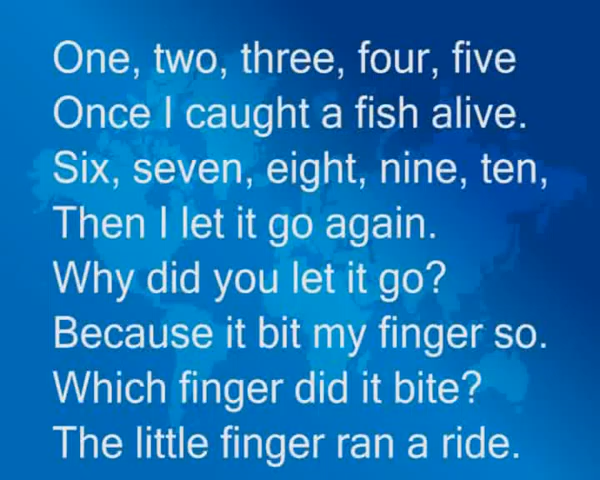 One, two, three, four, five
Once I caught a fish alive.
Six, seven, eight, nine, ten,
Then I let it go again.
Why did you let it go?
Because it bit my finger so.
Which finger did it bite?
The little finger ran a ride.